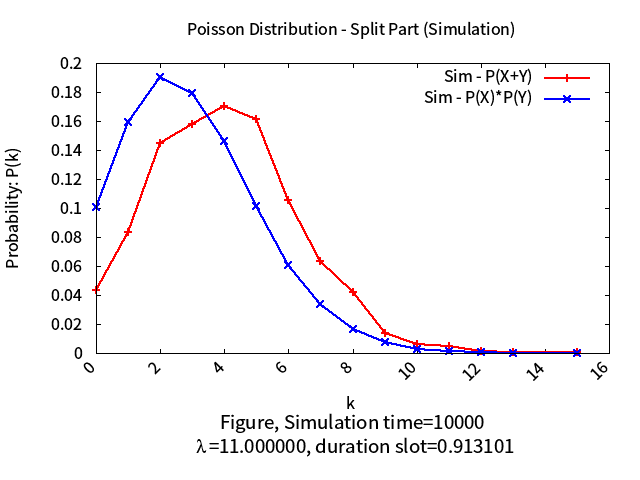 Poisson Distribution - Split Part (Simulation)
Sim - P(X+Y)
Sim - P(X)*P(Y)
Probability: P(k)
0.2
0.18
0.16
0.14
0.12
0.1
0.08
0.06
0.04
0.02
0
0 2 4 6 8 10 12 14 16
k
Figure, Simulation time=10000
λ=11.000000, duration slot=0.913101